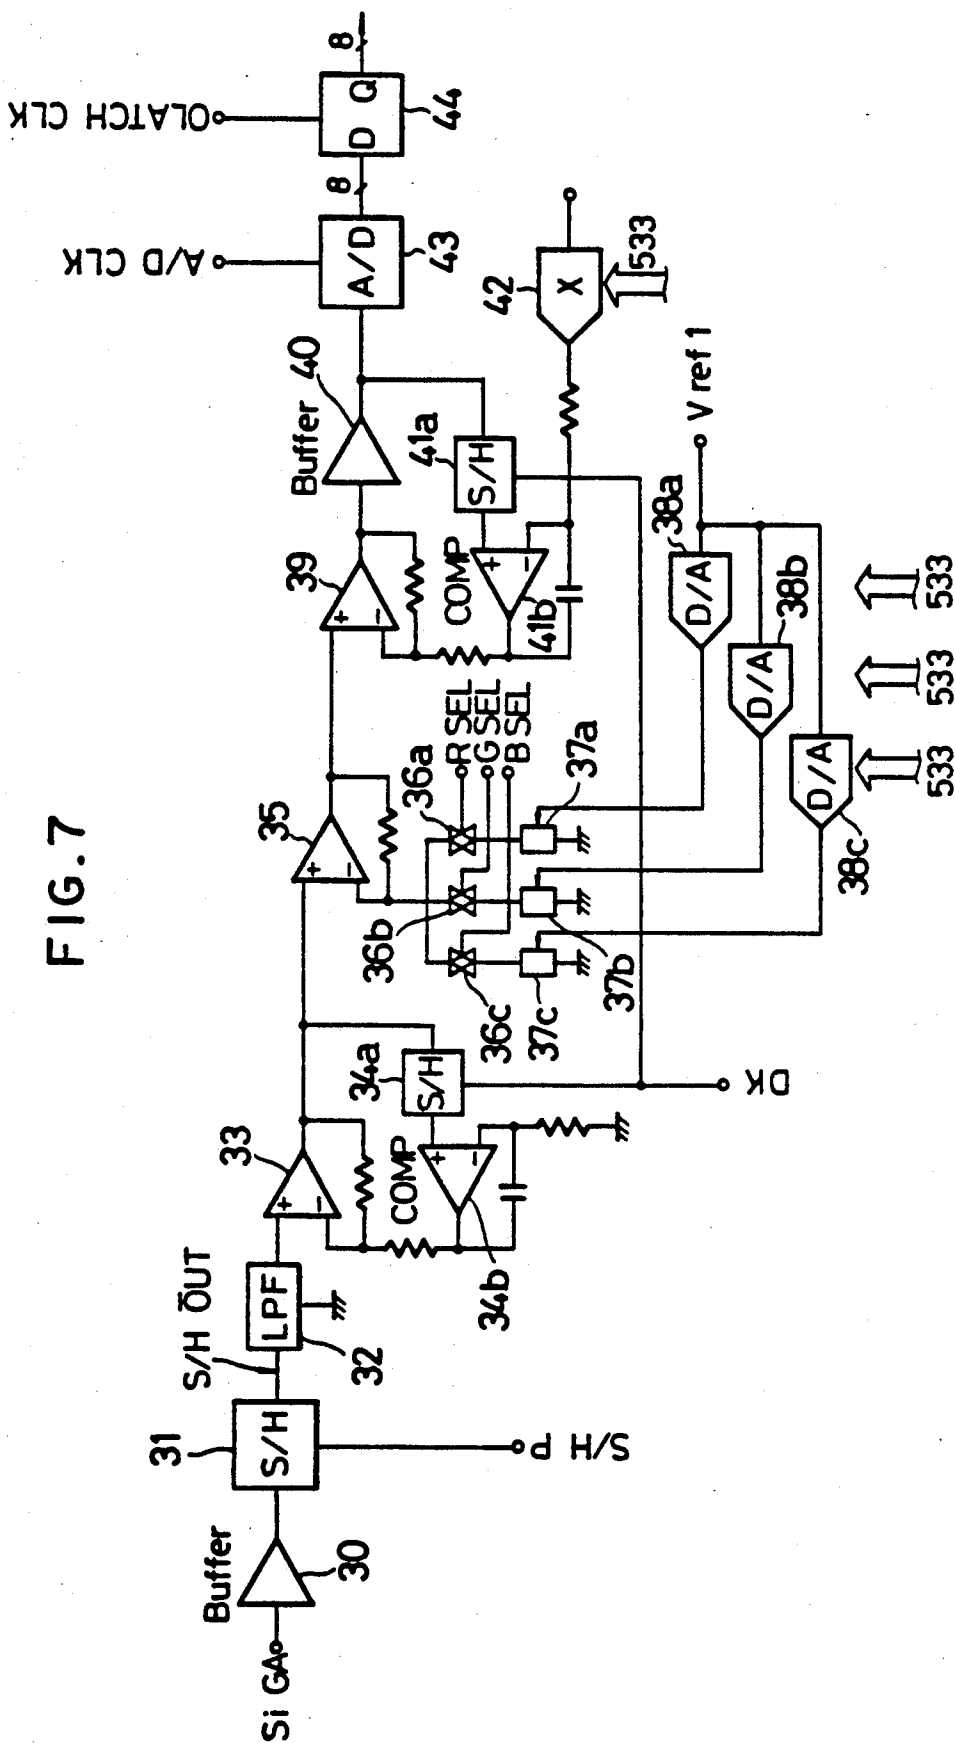 FIG.7
Si GA
Buffer
30
31
S/H
S/H P
S/H OUT
LPF
32
33
+
−
COMP
+
−
34b
34a
S/H
DK
35
+
−
36a
36b
36c
R SEL
G SEL
B SEL
37a
37b
37c
D/A
38a
D/A
38b
D/A
38c
V ref 1
533
533
533
39
+
−
COMP
+
−
41b
41a
S/H
Buffer
40
42
X
533
A/D CLK
A/D
43
8
OLATCH CLK
D Q
44
8